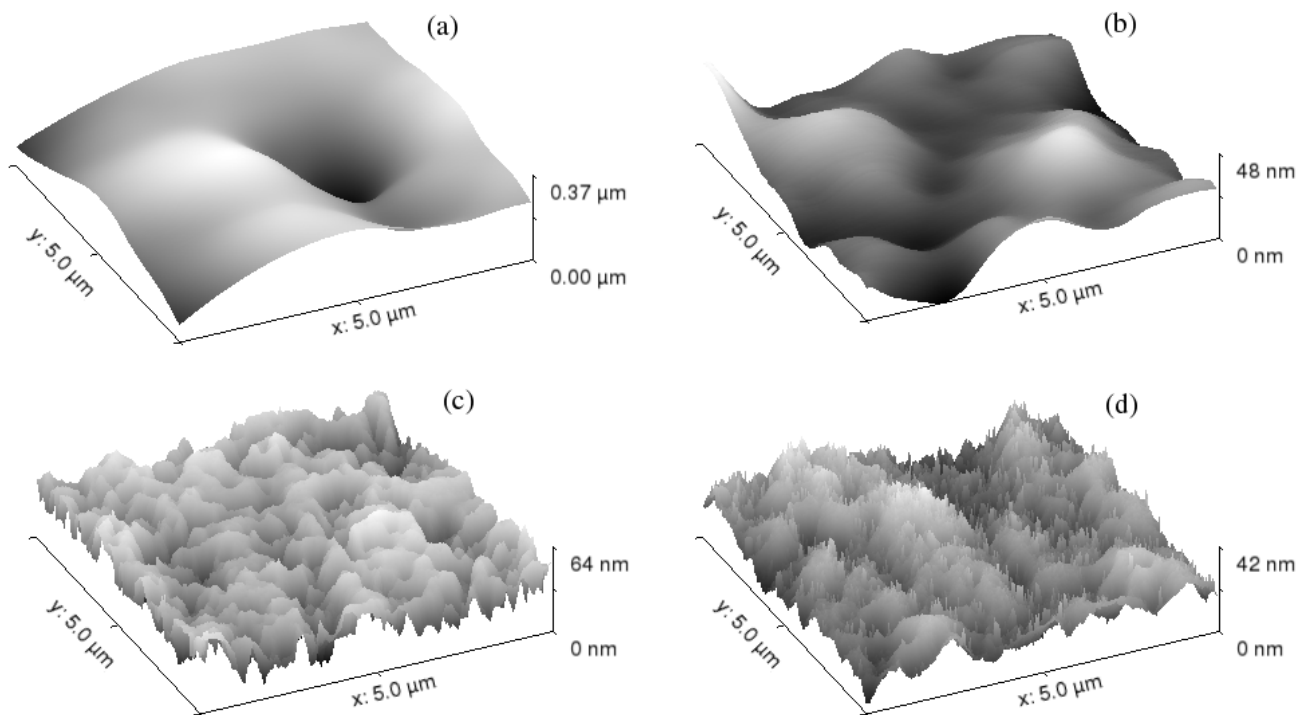 (a)
0.37 µm
0.00 µm
y: 5.0 µm
x: 5.0 µm
(b)
48 nm
0 nm
y: 5.0 µm
x: 5.0 µm
(c)
64 nm
0 nm
y: 5.0 µm
x: 5.0 µm
(d)
42 nm
0 nm
y: 5.0 µm
x: 5.0 µm